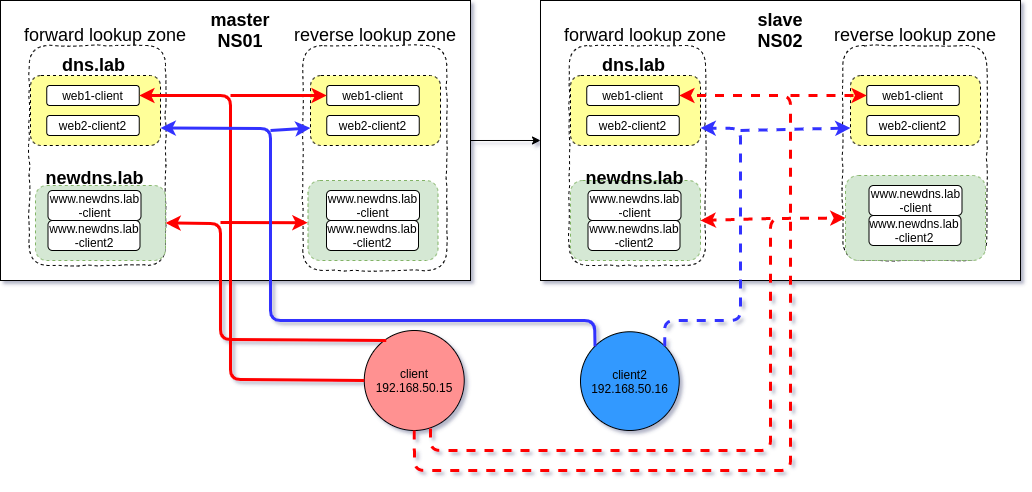 master
NS01
forward lookup zone
reverse lookup zone
dns.lab
web1-client
web2-client2
web1-client
web2-client2
newdns.lab
www.newdns.lab
-client
www.newdns.lab
-client2
www.newdns.lab
-client
www.newdns.lab
-client2
slave
NS02
forward lookup zone
reverse lookup zone
dns.lab
web1-client
web2-client2
web1-client
web2-client2
newdns.lab
www.newdns.lab
-client
www.newdns.lab
-client2
www.newdns.lab
-client
www.newdns.lab
-client2
client
192.168.50.15
client2
192.168.50.16